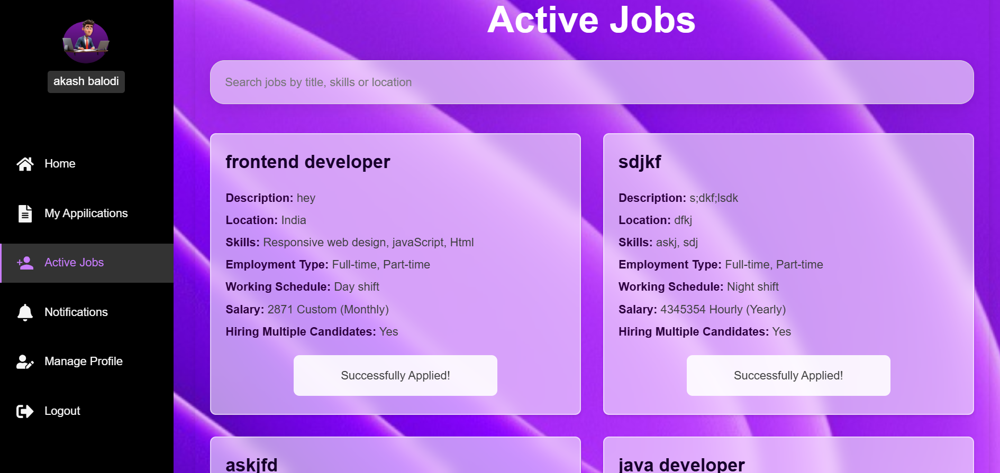 akash balodi
Home
My Appilications
Active Jobs
Notifications
Manage Profile
Logout
Active Jobs
Search jobs by title, skills or location
frontend developer
Description: hey
Location: India
Skills: Responsive web design, javaScript, Html
Employment Type: Full-time, Part-time
Working Schedule: Day shift
Salary: 2871 Custom (Monthly)
Hiring Multiple Candidates: Yes
Successfully Applied!
sdjkf
Description: s;dkf;lsdk
Location: dfkj
Skills: askj, sdj
Employment Type: Full-time, Part-time
Working Schedule: Night shift
Salary: 4345354 Hourly (Yearly)
Hiring Multiple Candidates: Yes
Successfully Applied!
askjfd
java developer